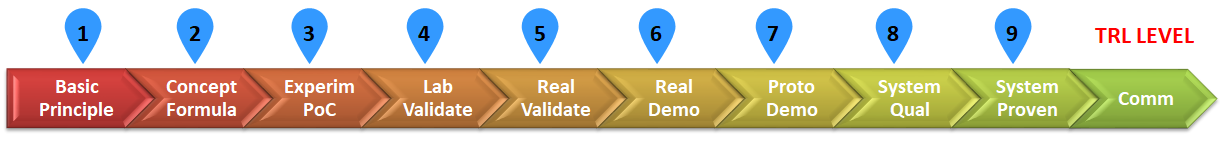 1 2 3 4 5 6 7 8 9 TRL LEVEL
Basic Principle
Concept Formula
Experim PoC
Lab Validate
Real Validate
Real Demo
Proto Demo
System Qual
System Proven
Comm